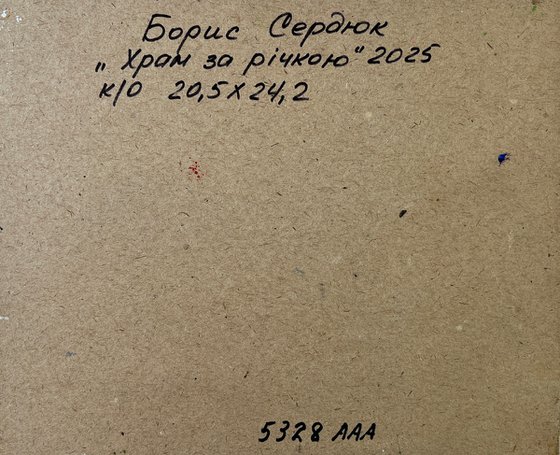 Борис Сердюк
„Храм за річкою" 2025
к/о 20,5 х 24,2
5328 ААА